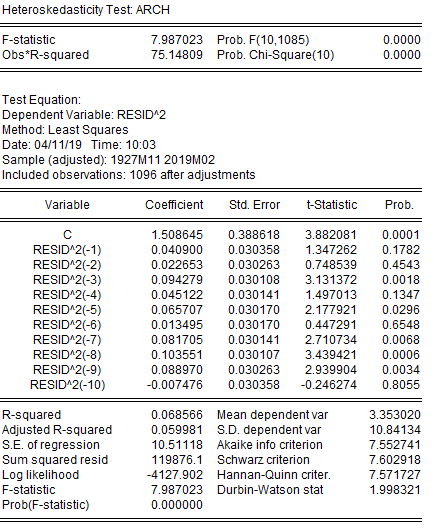 Heteroskedasticity Test: ARCH
F-statistic 7.987023 Prob. F(10,1085) 0.0000
Obs*R-squared 75.14809 Prob. Chi-Square(10) 0.0000
Test Equation:
Dependent Variable: RESID^2
Method: Least Squares
Date: 04/11/19 Time: 10:03
Sample (adjusted): 1927M11 2019M02
Included observations: 1096 after adjustments
Variable Coefficient Std. Error t-Statistic Prob.
C 1.508645 0.388618 3.882081 0.0001
RESID^2(-1) 0.040900 0.030358 1.347262 0.1782
RESID^2(-2) 0.022653 0.030263 0.748539 0.4543
RESID^2(-3) 0.094279 0.030108 3.131372 0.0018
RESID^2(-4) 0.045122 0.030141 1.497013 0.1347
RESID^2(-5) 0.065707 0.030170 2.177921 0.0296
RESID^2(-6) 0.013495 0.030170 0.447291 0.6548
RESID^2(-7) 0.081705 0.030141 2.710734 0.0068
RESID^2(-8) 0.103551 0.030107 3.439421 0.0006
RESID^2(-9) 0.088970 0.030263 2.939904 0.0034
RESID^2(-10) -0.007476 0.030358 -0.246274 0.8055
R-squared 0.068566 Mean dependent var 3.353020
Adjusted R-squared 0.059981 S.D. dependent var 10.84134
S.E. of regression 10.51118 Akaike info criterion 7.552741
Sum squared resid 119876.1 Schwarz criterion 7.602918
Log likelihood -4127.902 Hannan-Quinn criter. 7.571727
F-statistic 7.987023 Durbin-Watson stat 1.998321
Prob(F-statistic) 0.000000